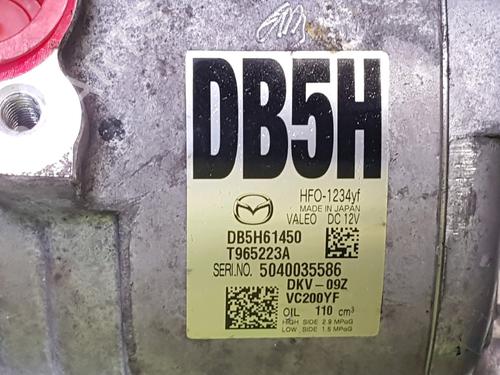 DB5H
HFO-1234yf
MADE IN JAPAN
VALEO DC 12V
DB5H61450
T965223A
SERI.NO. 5040035586
DKV-09Z
VC200YF
OIL 110 cm³
HIGH SIDE 2.9 MPaG
LOW SIDE 1.5 MPaG